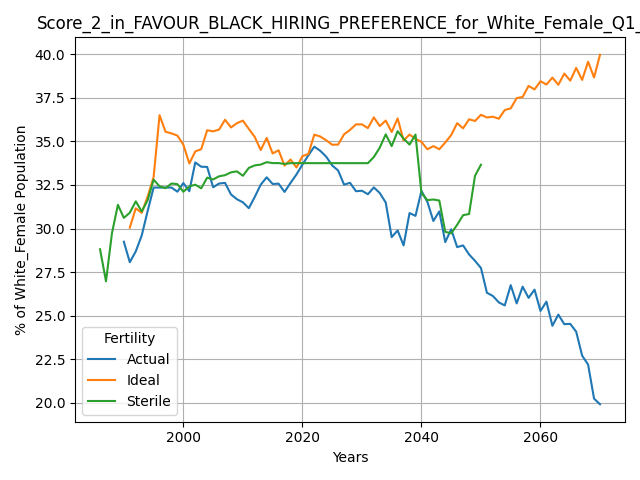 Score_2_in_FAVOUR_BLACK_HIRING_PREFERENCE_for_White_Female_Q1_
% of White_Female Population
40.0
37.5
35.0
32.5
30.0
27.5
25.0
22.5
20.0
Fertility
Actual
Ideal
Sterile
2000
2020
2040
2060
Years